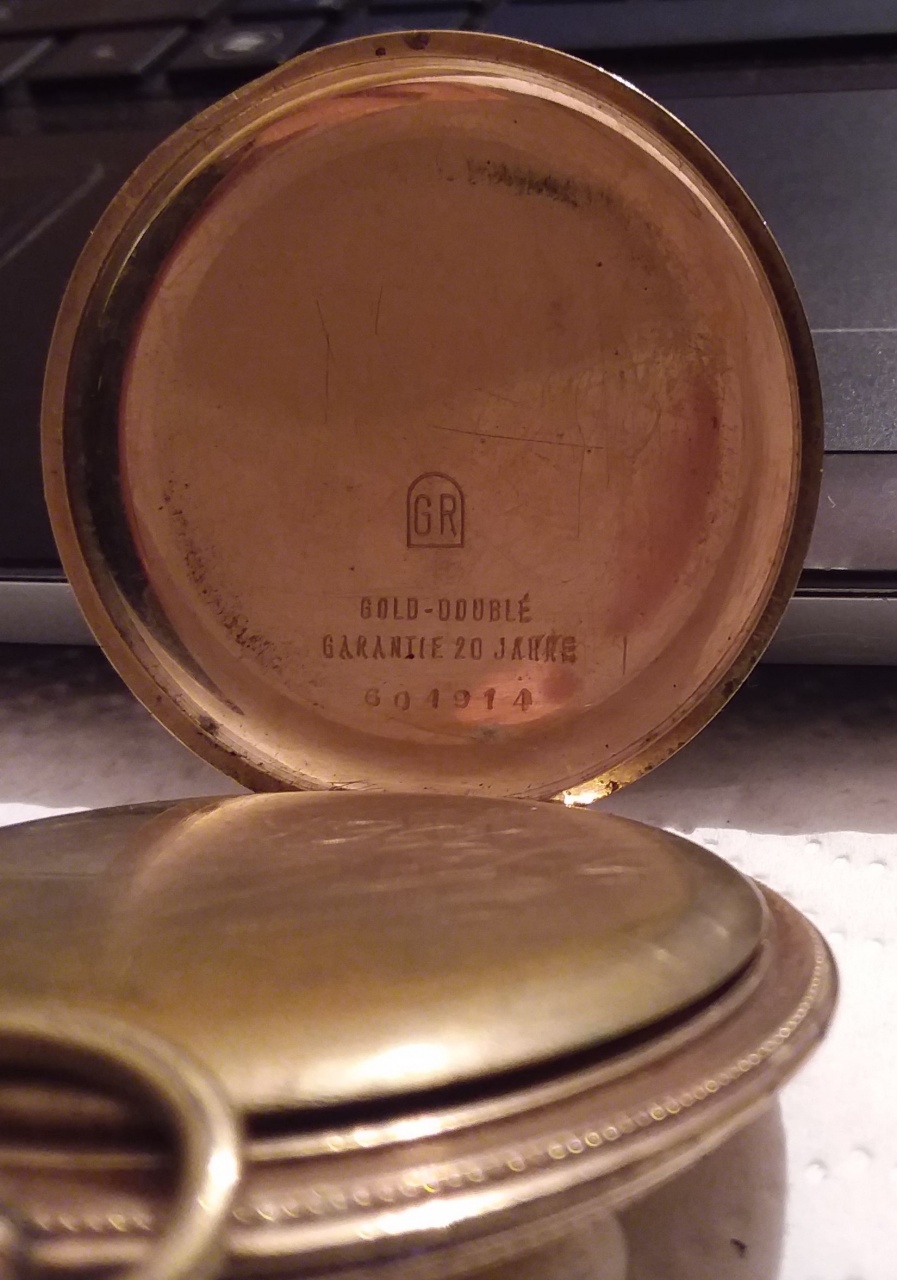 GR
GOLD-DOUBLÉ
GARANTIE 20 JAHRE
604914